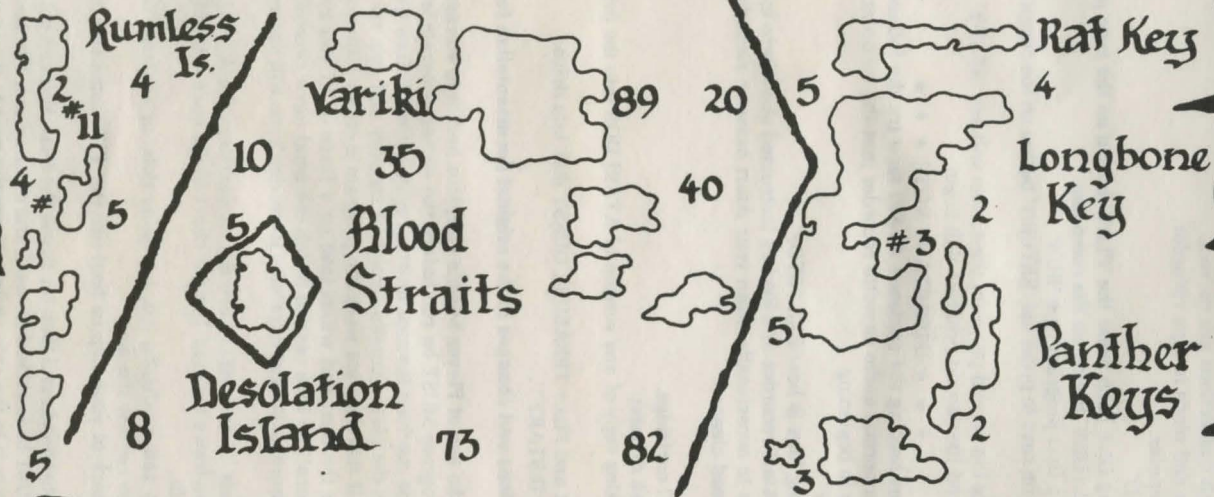 Rumless
Is.
2
4
#11
4
#
5
5
Variki
89
20
10
35
40
5
Blood
Straits
Desolation
Island
8
73
82
5
Rat Key
4
Longbone
Key
2
#3
5
Panther
Keys
2
3